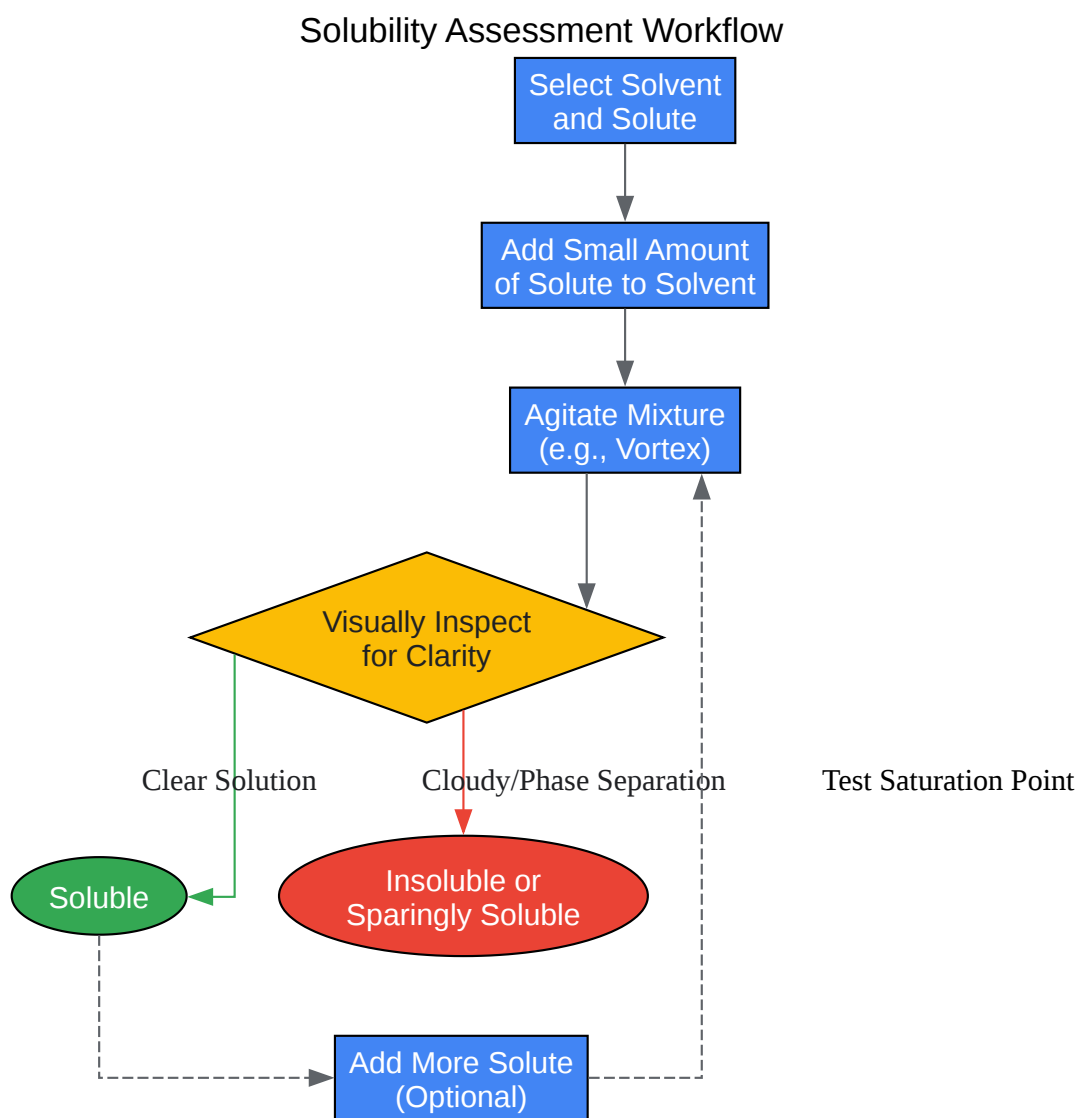 Solubility Assessment Workflow
Select Solvent
and Solute
Add Small Amount
of Solute to Solvent
Agitate Mixture
(e.g., Vortex)
Visually Inspect
for Clarity
Clear Solution
Cloudy/Phase Separation
Test Saturation Point
Soluble
Insoluble or
Sparingly Soluble
Add More Solute
(Optional)